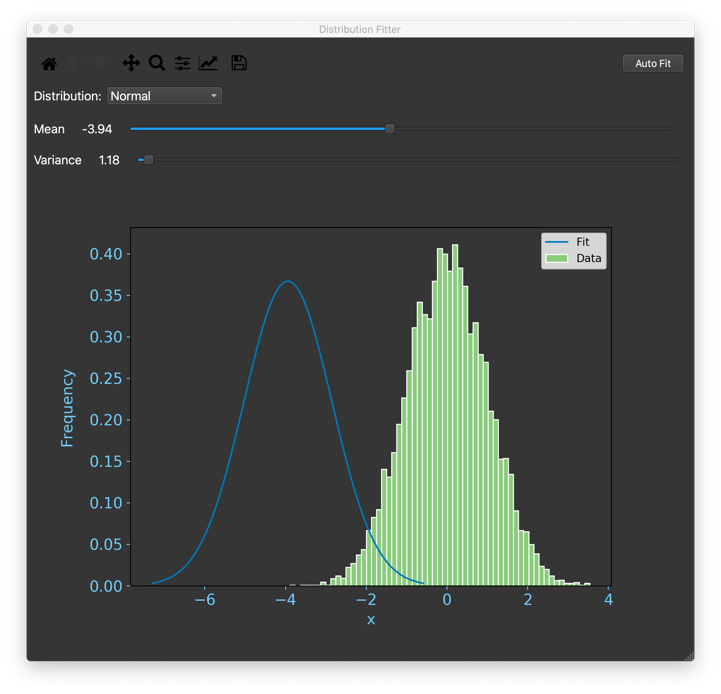 Distribution Fitter
Auto Fit
Distribution: Normal
Mean -3.94
Variance 1.18
Fit
Data
0.40
0.35
0.30
0.25
0.20
0.15
0.10
0.05
0.00
Frequency
−6 −4 −2 0 2 4
x